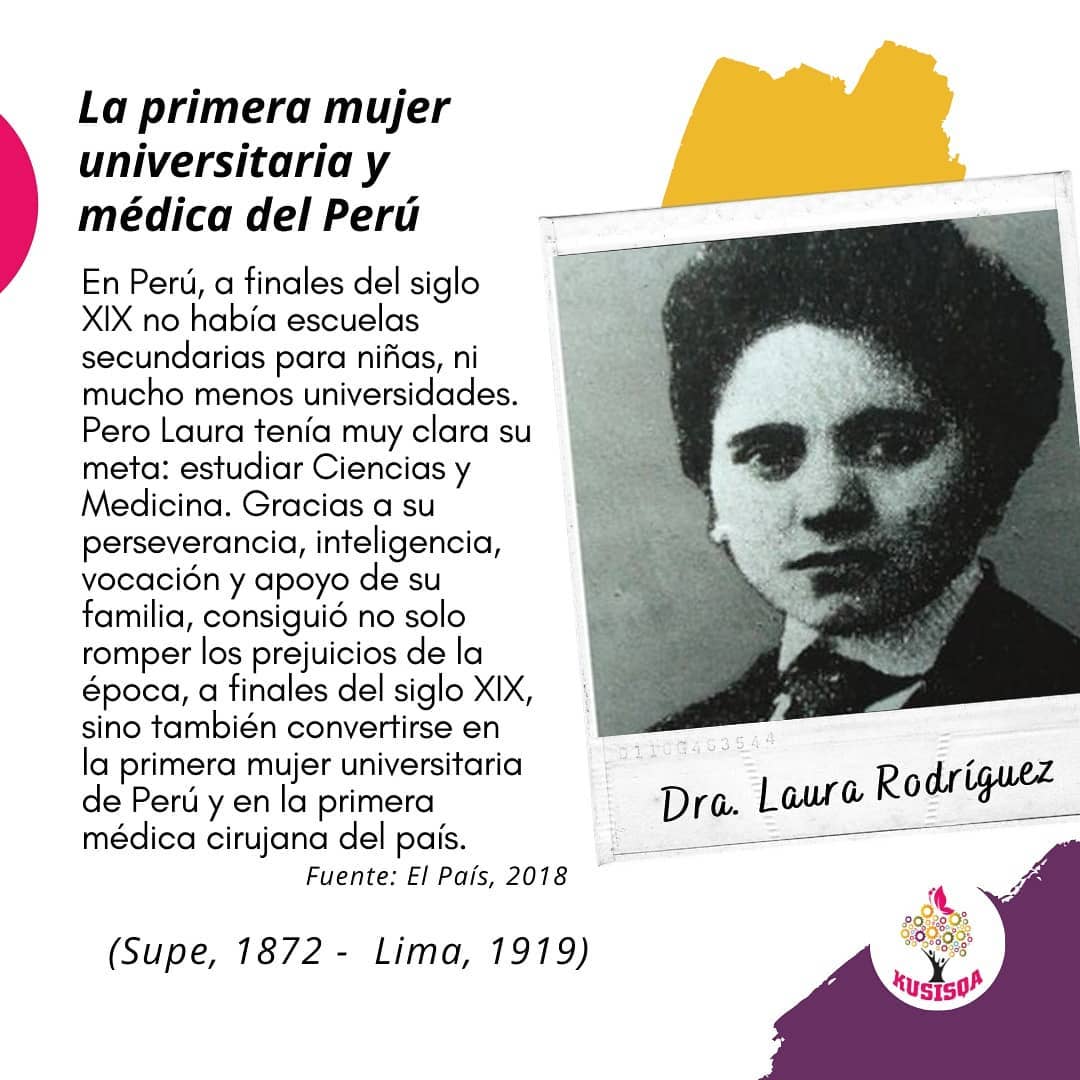 La primera mujer
universitaria y
médica del Perú
En Perú, a finales del siglo
XIX no había escuelas
secundarias para niñas, ni
mucho menos universidades.
Pero Laura tenía muy clara su
meta: estudiar Ciencias y
Medicina. Gracias a su
perseverancia, inteligencia,
vocación y apoyo de su
familia, consiguió no solo
romper los prejuicios de la
época, a finales del siglo XIX,
sino también convertirse en
la primera mujer universitaria
de Perú y en la primera
médica cirujana del país.
Fuente: El País, 2018
(Supe, 1872 - Lima, 1919)
Dra. Laura Rodríguez
KUSISQA